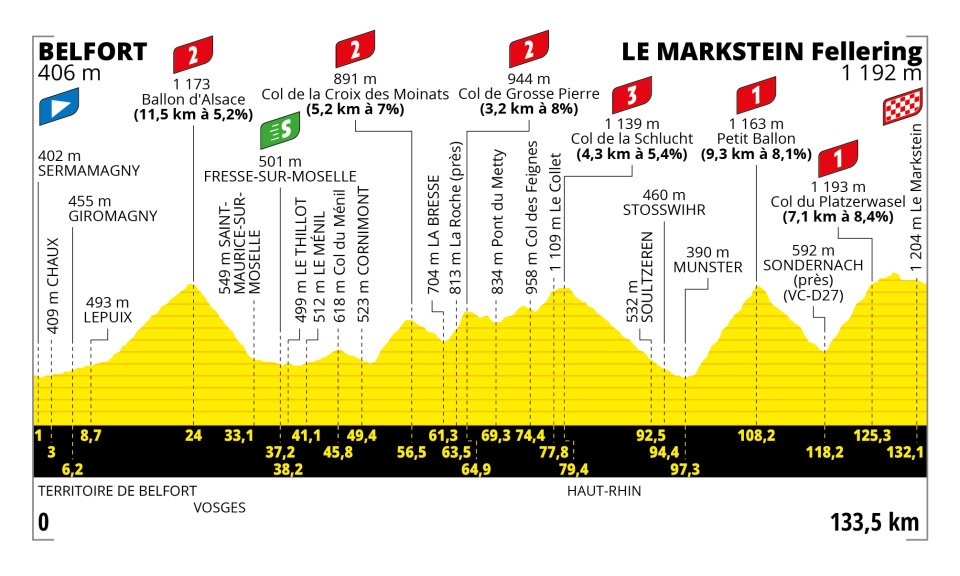 BELFORT
406 m
LE MARKSTEIN Fellering
1 192 m
2
1 173
Ballon d'Alsace
(11,5 km à 5,2%)
2
891 m
Col de la Croix des Moinats
(5,2 km à 7%)
2
944 m
Col de Grosse Pierre
(3,2 km à 8%)
3
1 139 m
Col de la Schlucht
(4,3 km à 5,4%)
1
1 163 m
Petit Ballon
(9,3 km à 8,1%)
1
1 193 m
Col du Platzerwasel
(7,1 km à 8,4%)
S
501 m
FRESSE-SUR-MOSELLE
402 m
SERMAMAGNY
409 m CHAUX
455 m
GIROMAGNY
493 m
LEPUIX
549 m SAINT-
MAURICE-SUR-
MOSELLE
499 m LE THILLOT
512 m LE MÉNIL
618 m Col du Ménil
523 m CORNIMONT
704 m LA BRESSE
813 m La Roche (près)
834 m Pont du Metty
958 m Col des Feignes
1 109 m Le Collet
532 m
SOULTZEREN
460 m
STOSSWIHR
390 m
MUNSTER
592 m
SONDERNACH
(près)
(VC-D27)
1 204 m Le Markstein
1
3
6,2
8,7
24
33,1
37,2
38,2
41,1
45,8
49,4
56,5
61,3
63,5
64,9
69,3
74,4
77,8
79,4
92,5
94,4
97,3
108,2
118,2
125,3
132,1
TERRITOIRE DE BELFORT
VOSGES
HAUT-RHIN
0
133,5 km